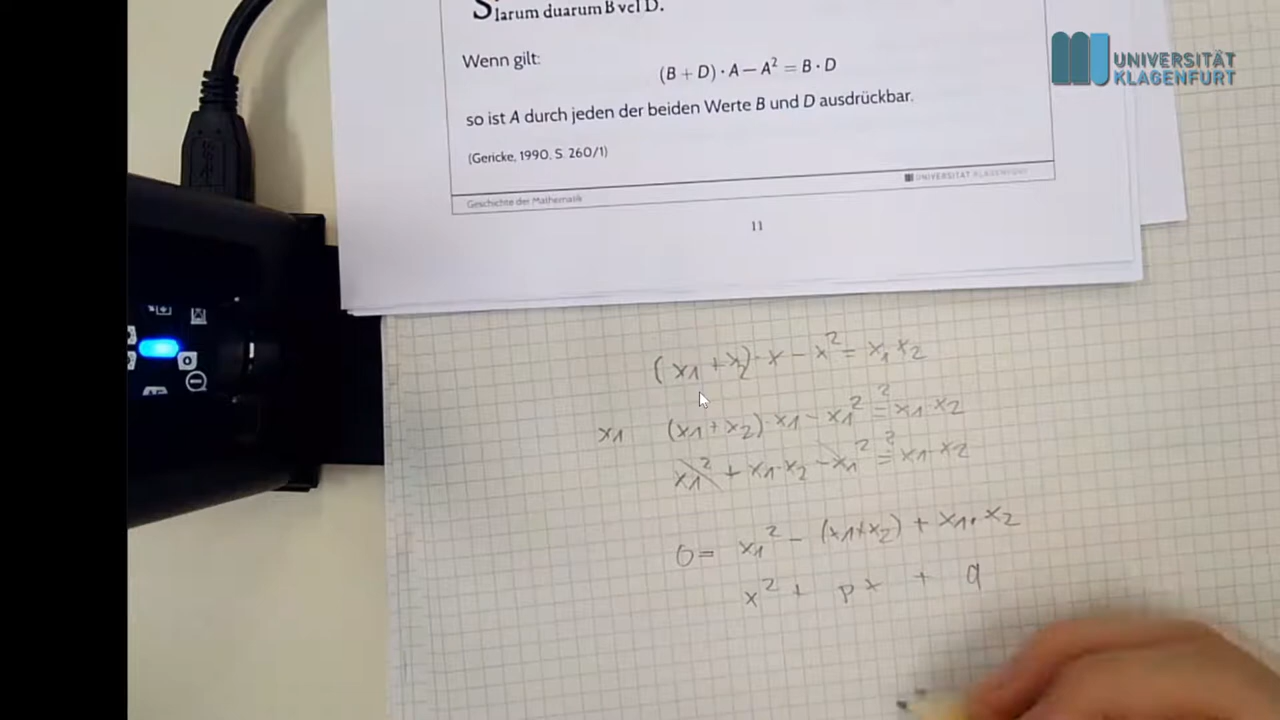 larum duarum B vel D.
UNIVERSITÄT
KLAGENFURT
Wenn gilt:
(B + D) · A − A² = B · D
so ist A durch jeden der beiden Werte B und D ausdrückbar.
(Gericke, 1990. S. 260/1)
UNIVERSITÄT KLAGENFURT
Geschichte der Mathematik
11
(x1 + x2) · x − x² = x1 x2
x1 (x1 + x2) · x1 − x1² ?= x1 · x2
x1² + x1 · x2 − x1² ?= x1 · x2
0 = x1² − (x1 + x2) + x1 · x2
x² + px + q